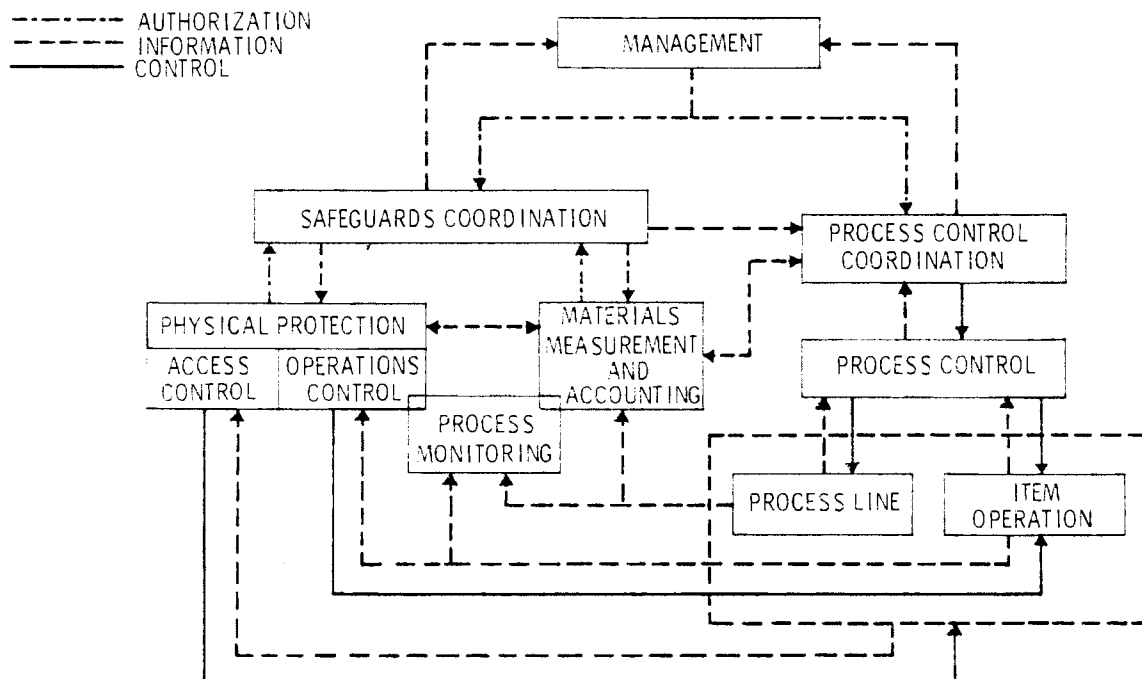 AUTHORIZATION
INFORMATION
CONTROL
MANAGEMENT
SAFEGUARDS COORDINATION
PROCESS CONTROL
COORDINATION
PHYSICAL PROTECTION
ACCESS
CONTROL
OPERATIONS
CONTROL
MATERIALS
MEASUREMENT
AND
ACCOUNTING
PROCESS
MONITORING
PROCESS CONTROL
PROCESS LINE
ITEM
OPERATION